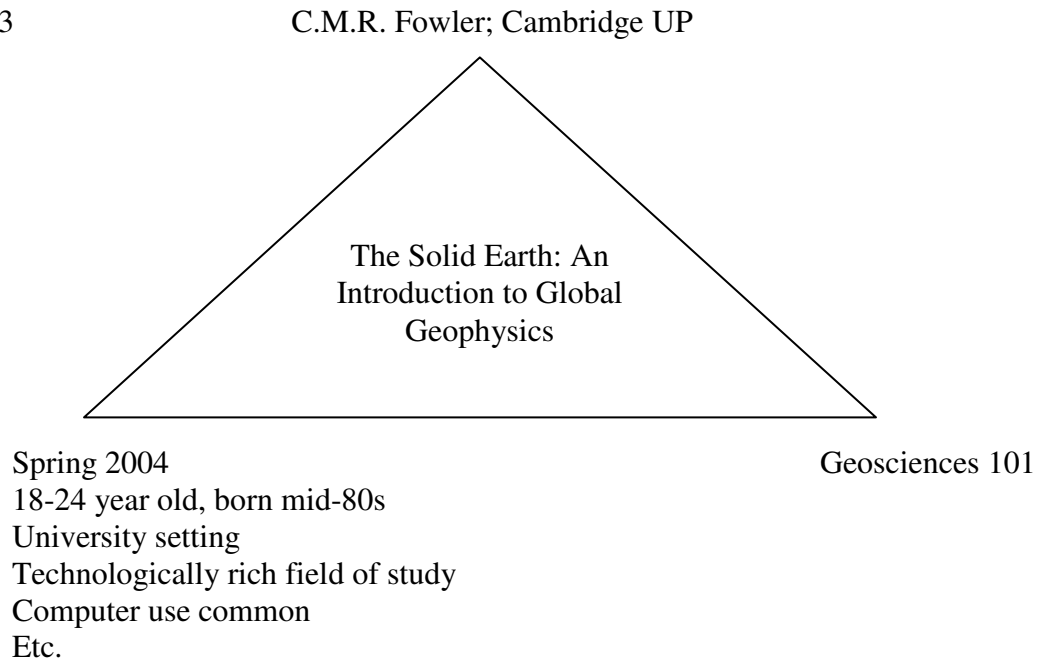 3
C.M.R. Fowler; Cambridge UP
The Solid Earth: An
Introduction to Global
Geophysics
Spring 2004
Geosciences 101
18-24 year old, born mid-80s
University setting
Technologically rich field of study
Computer use common
Etc.